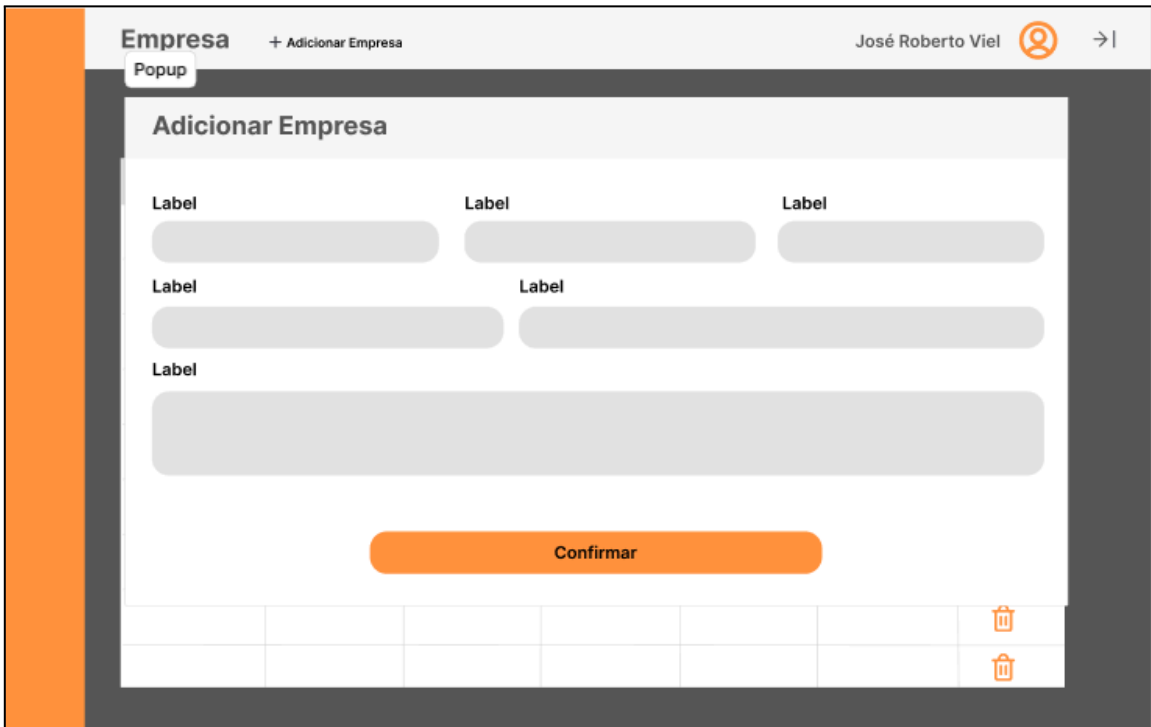 Empresa
+ Adicionar Empresa
José Roberto Viel
Popup
Adicionar Empresa
Label
Label
Label
Label
Label
Label
Confirmar